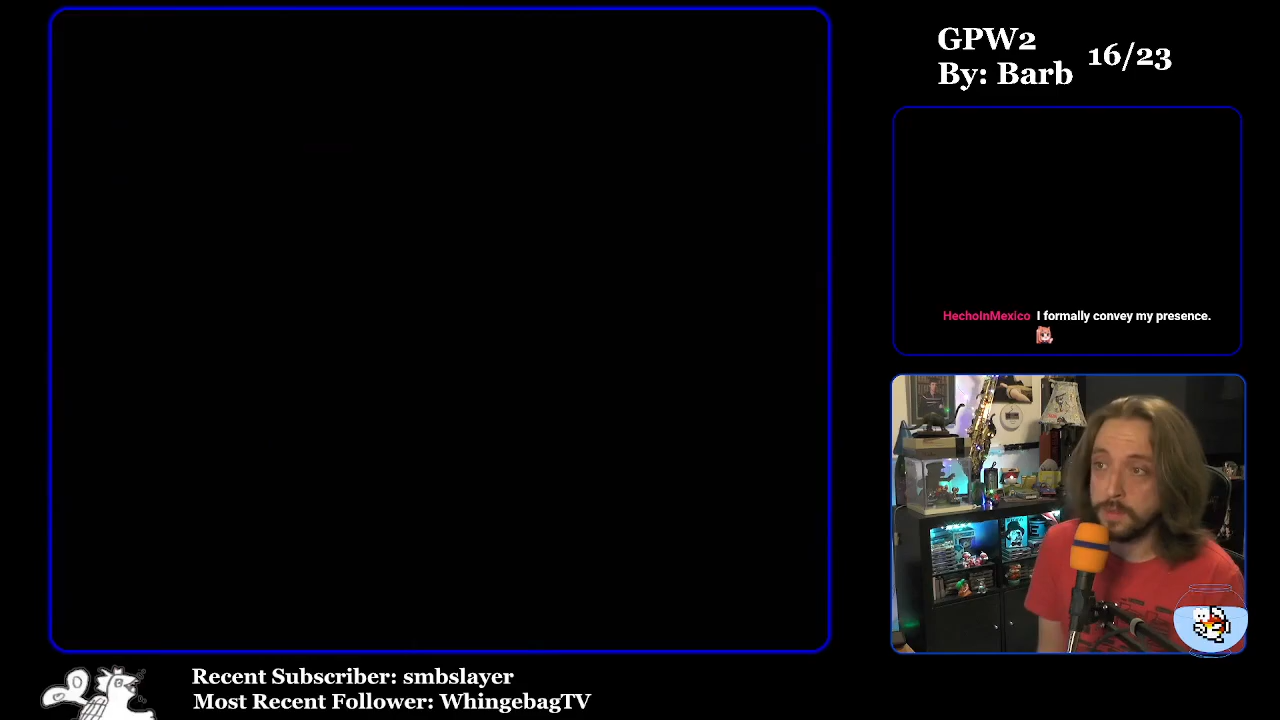 GPW2
By: Barb
16/23
HechoInMexico I formally convey my presence.
Recent Subscriber: smbslayer
Most Recent Follower: WhingebagTV